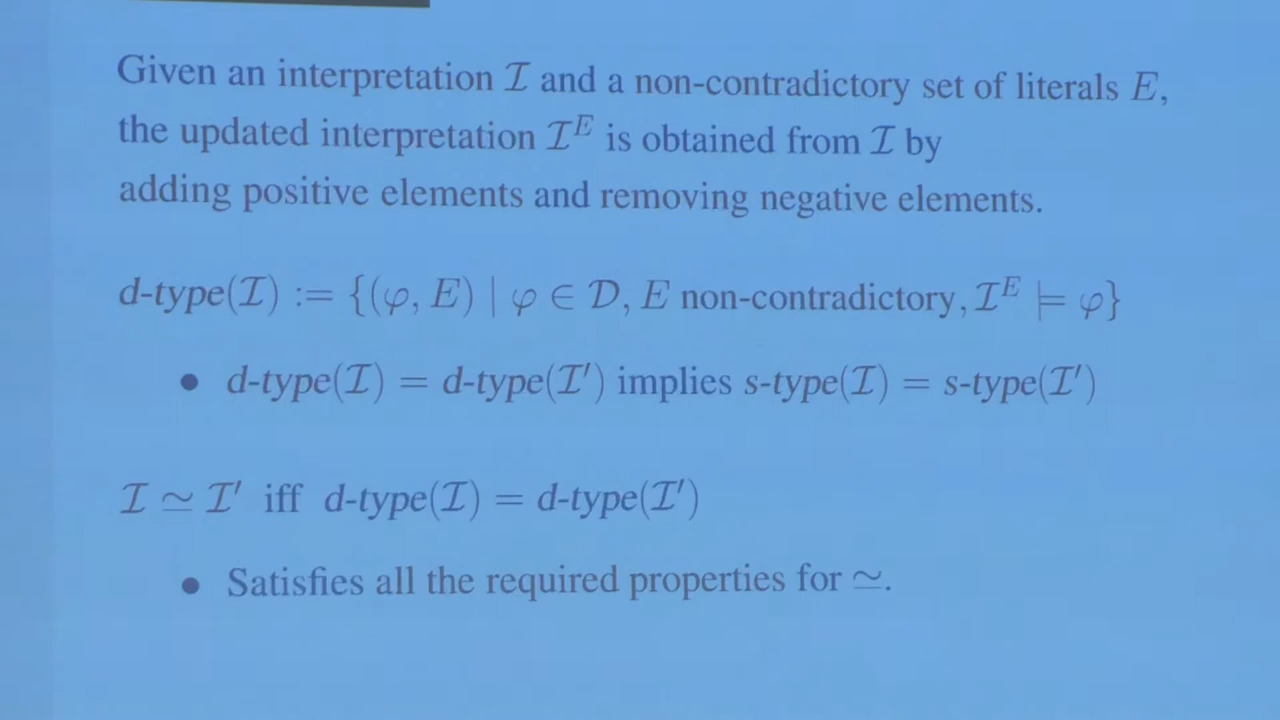 Given an interpretation ℐ and a non-contradictory set of literals E,
the updated interpretation ℐ^E is obtained from ℐ by
adding positive elements and removing negative elements.
d-type(ℐ) := {(φ, E) | φ ∈ 𝒟, E non-contradictory, ℐ^E ⊨ φ}
• d-type(ℐ) = d-type(ℐ′) implies s-type(ℐ) = s-type(ℐ′)
ℐ ≃ ℐ′ iff d-type(ℐ) = d-type(ℐ′)
• Satisfies all the required properties for ≃.